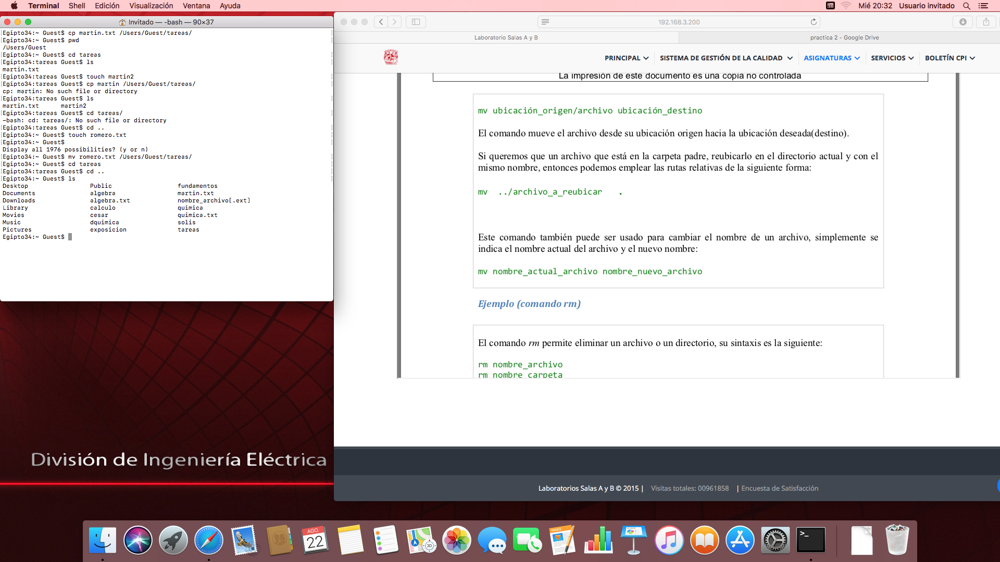 Terminal Shell Edición Visualización Ventana Ayuda
Mié 20:32 Usuario invitado
Invitado — -bash — 90×37
[Egipto34:~ Guest$ cp martin.txt /Users/Guest/tareas/ ]
[Egipto34:~ Guest$ pwd ]
/Users/Guest
[Egipto34:~ Guest$ cd tareas ]
[Egipto34:tareas Guest$ ls ]
martin.txt
[Egipto34:tareas Guest$ touch martin2 ]
[Egipto34:tareas Guest$ cp martin /Users/Guest/tareas/ ]
cp: martin: No such file or directory
[Egipto34:tareas Guest$ ls ]
martin.txt martin2
[Egipto34:tareas Guest$ cd tareas/ ]
-bash: cd: tareas/: No such file or directory
[Egipto34:tareas Guest$ cd .. ]
[Egipto34:~ Guest$ touch romero.txt ]
[Egipto34:~ Guest$ ]
Display all 1976 possibilities? (y or n)
[Egipto34:~ Guest$ mv romero.txt /Users/Guest/tareas/ ]
[Egipto34:~ Guest$ cd tareas ]
[Egipto34:tareas Guest$ cd .. ]
[Egipto34:~ Guest$ ls ]
Desktop Public fundamentos
Documents algebra martin.txt
Downloads algebra.txt nombre_archivo[.ext]
Library calculo quimica
Movies cesar quimica.txt
Music dquimica solis
Pictures exposicion tareas
Egipto34:~ Guest$
192.168.3.200
Laboratorio Salas A y B
practica 2 - Google Drive
PRINCIPAL SISTEMA DE GESTIÓN DE LA CALIDAD ASIGNATURAS SERVICIOS BOLETÍN CPI
La impresión de este documento es una copia no controlada
mv ubicación_origen/archivo ubicación_destino
El comando mueve el archivo desde su ubicación origen hacia la ubicación deseada(destino).
Si queremos que un archivo que está en la carpeta padre, reubicarlo en el directorio actual y con el
mismo nombre, entonces podemos emplear las rutas relativas de la siguiente forma:
mv ../archivo_a_reubicar .
Este comando también puede ser usado para cambiar el nombre de un archivo, simplemente se
indica el nombre actual del archivo y el nuevo nombre:
mv nombre_actual_archivo nombre_nuevo_archivo
Ejemplo (comando rm)
El comando rm permite eliminar un archivo o un directorio, su sintaxis es la siguiente:
rm nombre_archivo
rm nombre_carpeta
División de Ingeniería Eléctrica
Laboratorios Salas A y B © 2015 | Visitas totales: 00961858 | Encuesta de Satisfacción
AGO.
22
3D
PAGES
>_